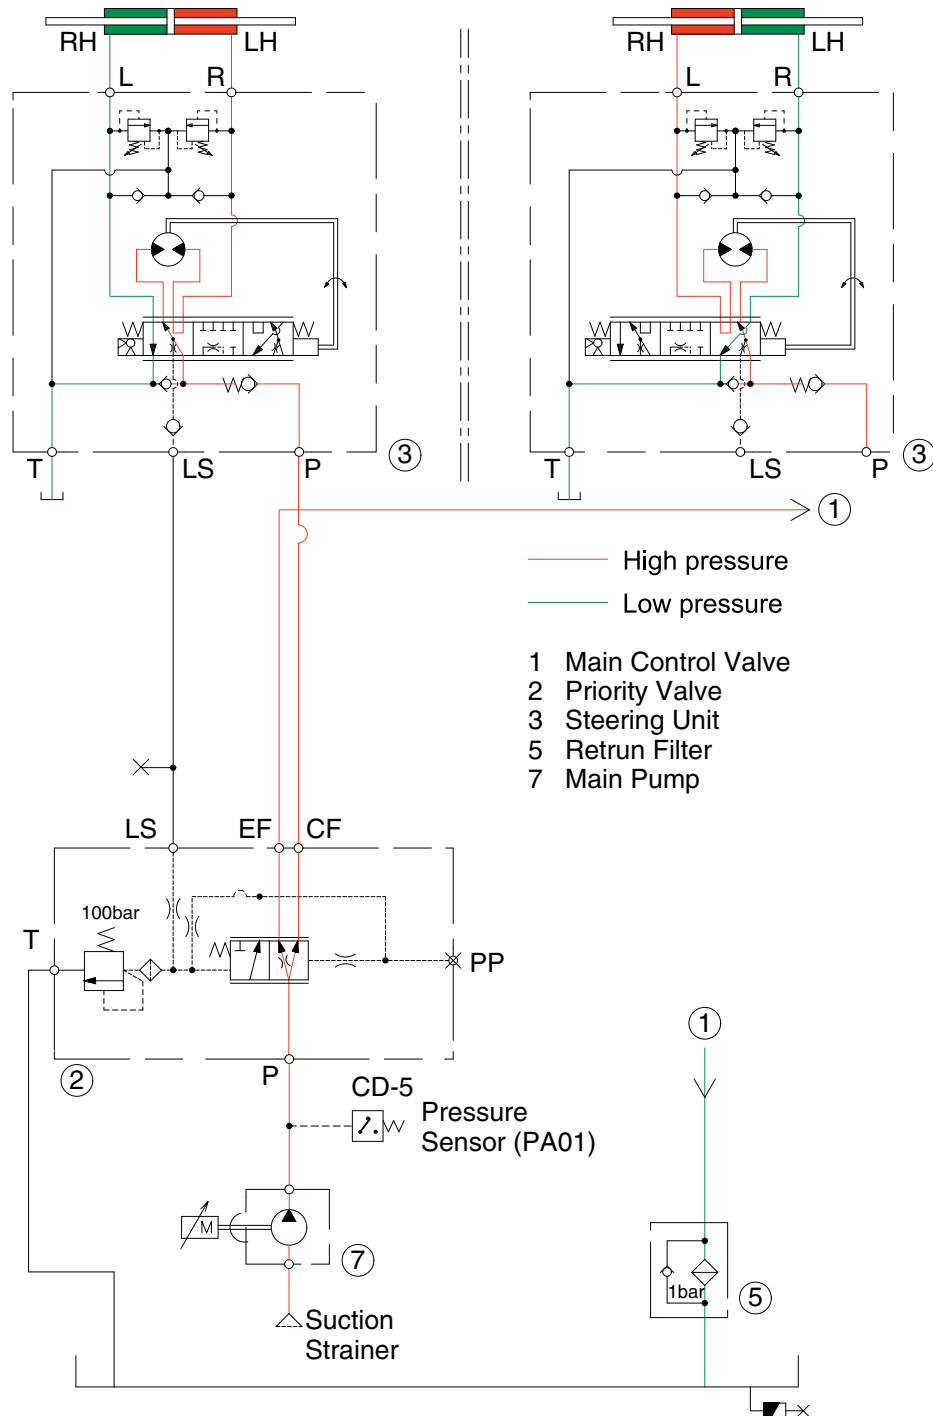 RH LH RH LH
L R L R
T LS P 3 T LS P 3
1
High pressure
Low pressure
1 Main Control Valve
2 Priority Valve
3 Steering Unit
5 Retrun Filter
7 Main Pump
LS EF CF
100bar
T
PP
1
2
P
CD-5
Pressure
Sensor (PA01)
M
7
1bar
5
Suction
Strainer